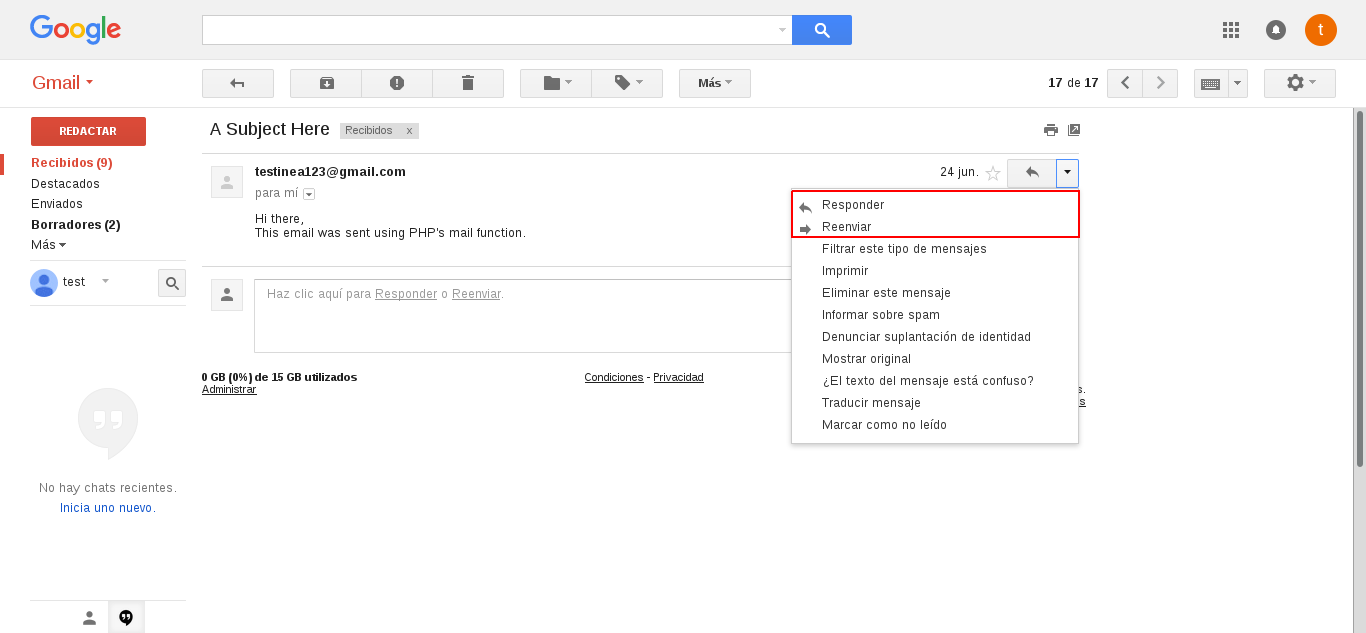 Google
t
Gmail
Más
17 de 17
REDACTAR
A Subject Here
Recibidos x
Recibidos (9)
Destacados
Enviados
Borradores (2)
Más
test
No hay chats recientes.
Inicia uno nuevo.
testinea123@gmail.com
24 jun.
para mí
Hi there,
This email was sent using PHP's mail function.
Responder
Reenviar
Filtrar este tipo de mensajes
Imprimir
Eliminar este mensaje
Informar sobre spam
Denunciar suplantación de identidad
Mostrar original
¿El texto del mensaje está confuso?
Traducir mensaje
Marcar como no leído
Haz clic aquí para Responder o Reenviar.
0 GB (0%) de 15 GB utilizados
Administrar
Condiciones - Privacidad